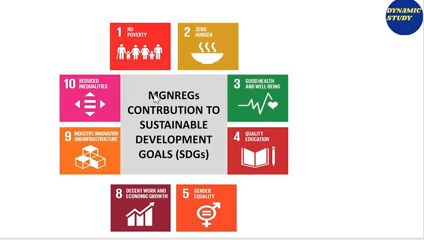 DYNAMIC
STUDY
1 NO
POVERTY
2 ZERO
HUNGER
10 REDUCED
INEQUALITIES
MGNREGs
CONTRBUTION TO
SUSTAINABLE
DEVELOPMENT
GOALS (SDGs)
3 GOOD HEALTH
AND WELL-BEING
9 INDUSTRY, INNOVATION
AND INFRASTRUCTURE
4 QUALITY
EDUCATION
8 DECENT WORK AND
ECONOMIC GROWTH
5 GENDER
EQUALITY